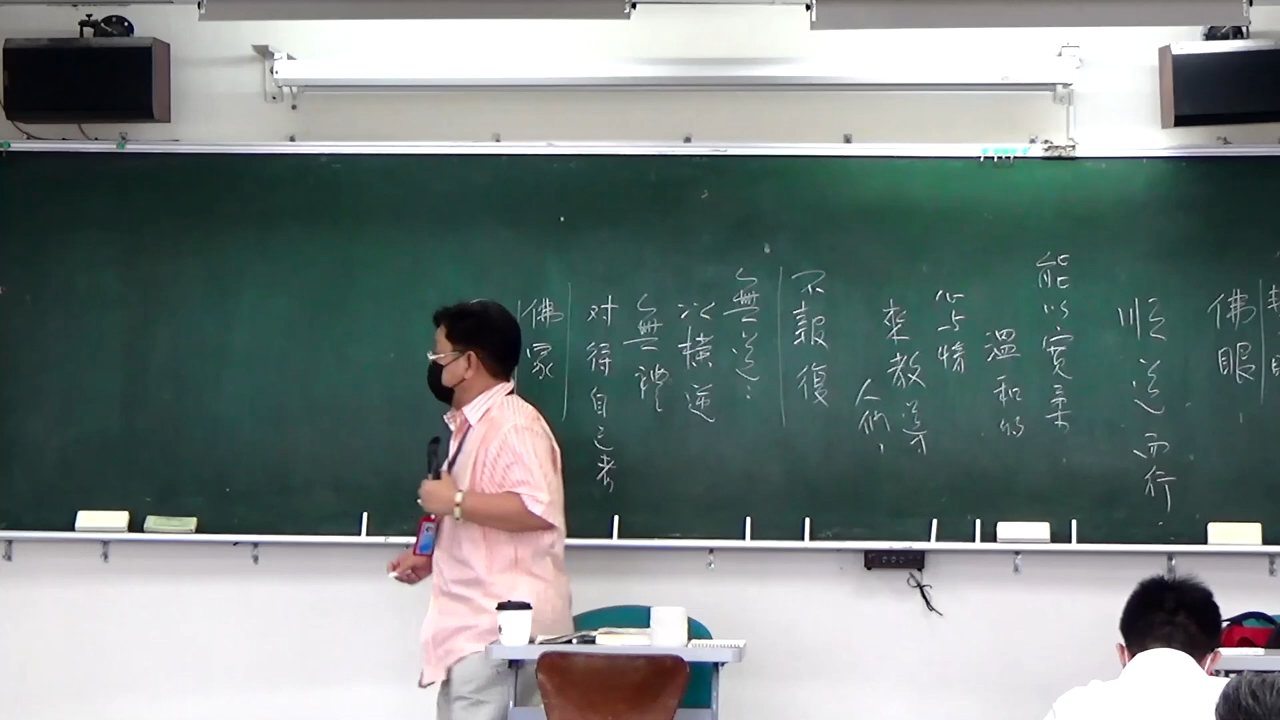 佛眼
順道而行
能以寬柔
溫和的
心情
來教導
人們
不報復
無道：
以橫逆
無禮
对待自己者
佛家